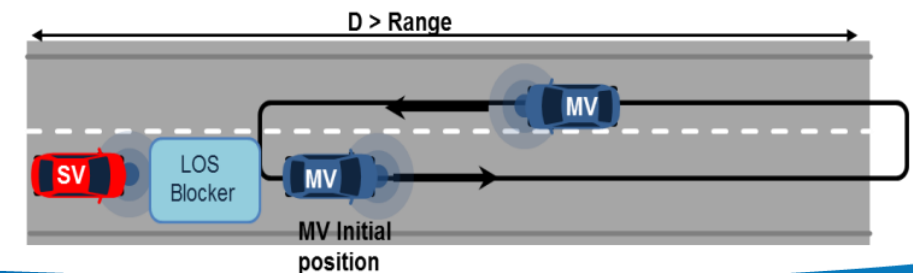 D > Range
MV
SV
LOS
Blocker
MV
MV Initial
position